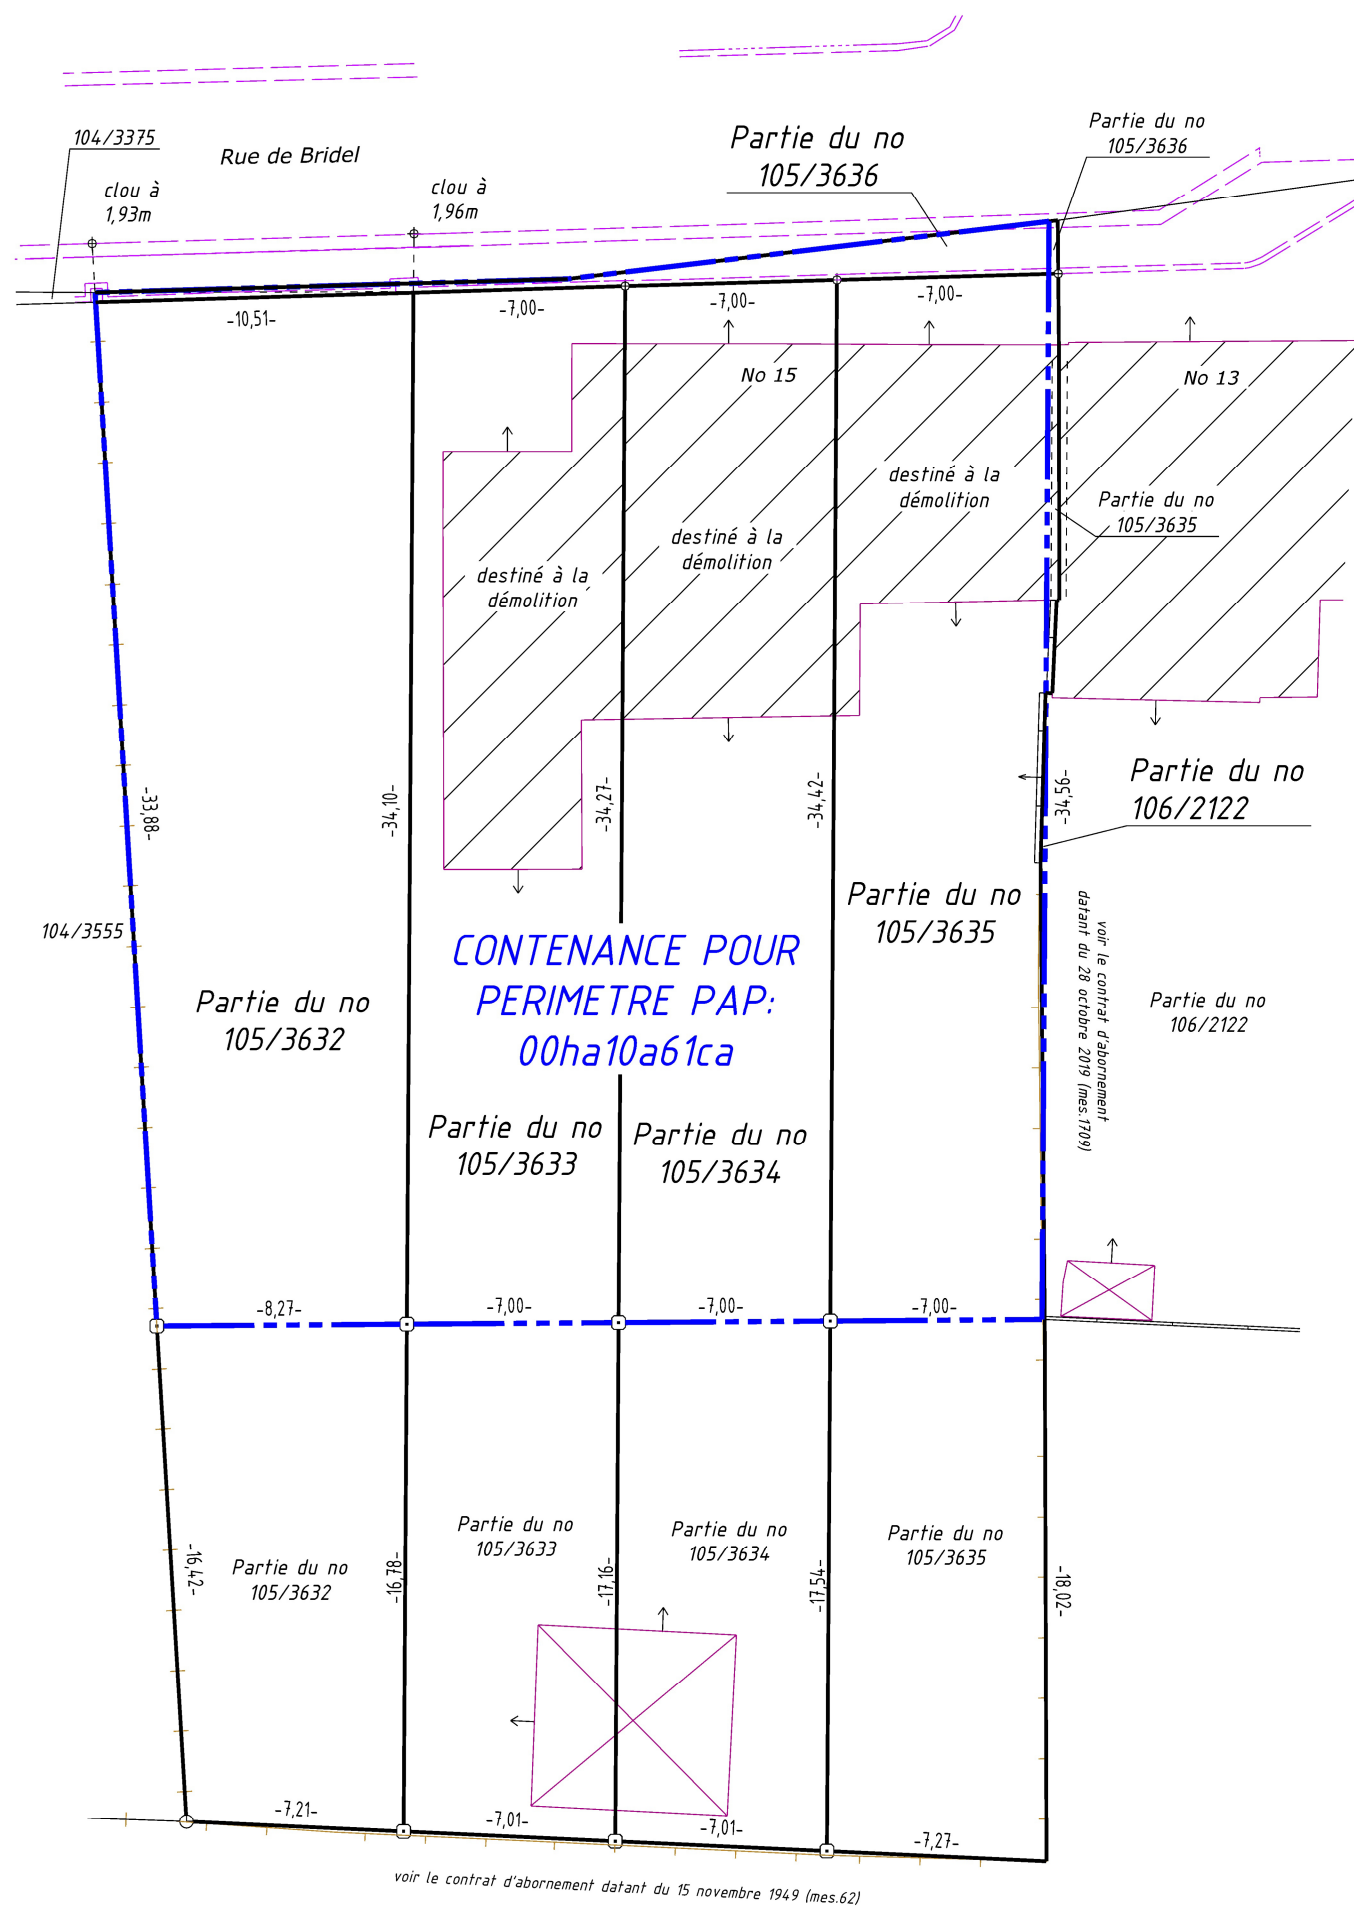 104/3375
Rue de Bridel
clou à
1,93m
clou à
1,96m
Partie du no
105/3636
Partie du no
105/3636
-10,51-
-7,00-
-7,00-
-7,00-
No 15
No 13
destiné à la
démolition
destiné à la
démolition
destiné à la
démolition
Partie du no
105/3635
-33,88-
-34,10-
-34,27-
-34,42-
-34,56-
Partie du no
106/2122
104/3555
Partie du no
105/3635
CONTENANCE POUR
PERIMETRE PAP:
00ha10a61ca
voir le contrat d'abornement
datant du 28 octobre 2019 (mes.1709)
Partie du no
105/3632
Partie du no
106/2122
Partie du no
105/3633
Partie du no
105/3634
-8,27-
-7,00-
-7,00-
-7,00-
Partie du no
105/3632
Partie du no
105/3633
Partie du no
105/3634
Partie du no
105/3635
-16,42-
-16,78-
-17,16-
-17,54-
-18,02-
-7,21-
-7,01-
-7,01-
-7,27-
voir le contrat d'abornement datant du 15 novembre 1949 (mes.62)